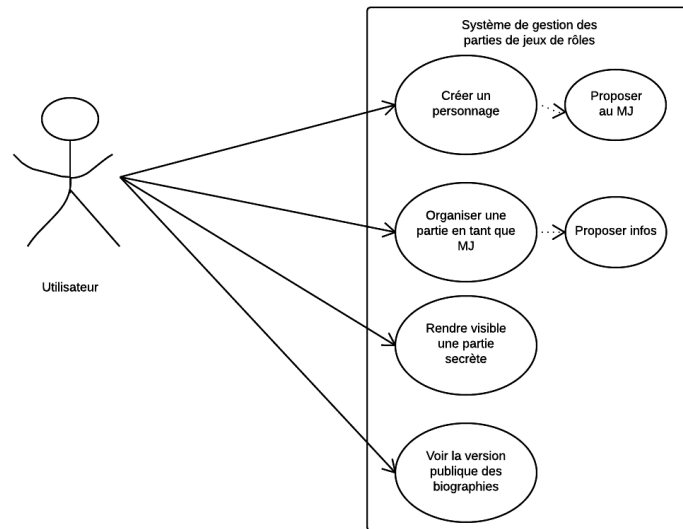 Système de gestion des
parties de jeux de rôles
Créer un
personnage
Proposer
au MJ
Organiser une
partie en tant que
MJ
Proposer infos
Utilisateur
Rendre visible
une partie
secrète
Voir la version
publique des
biographies